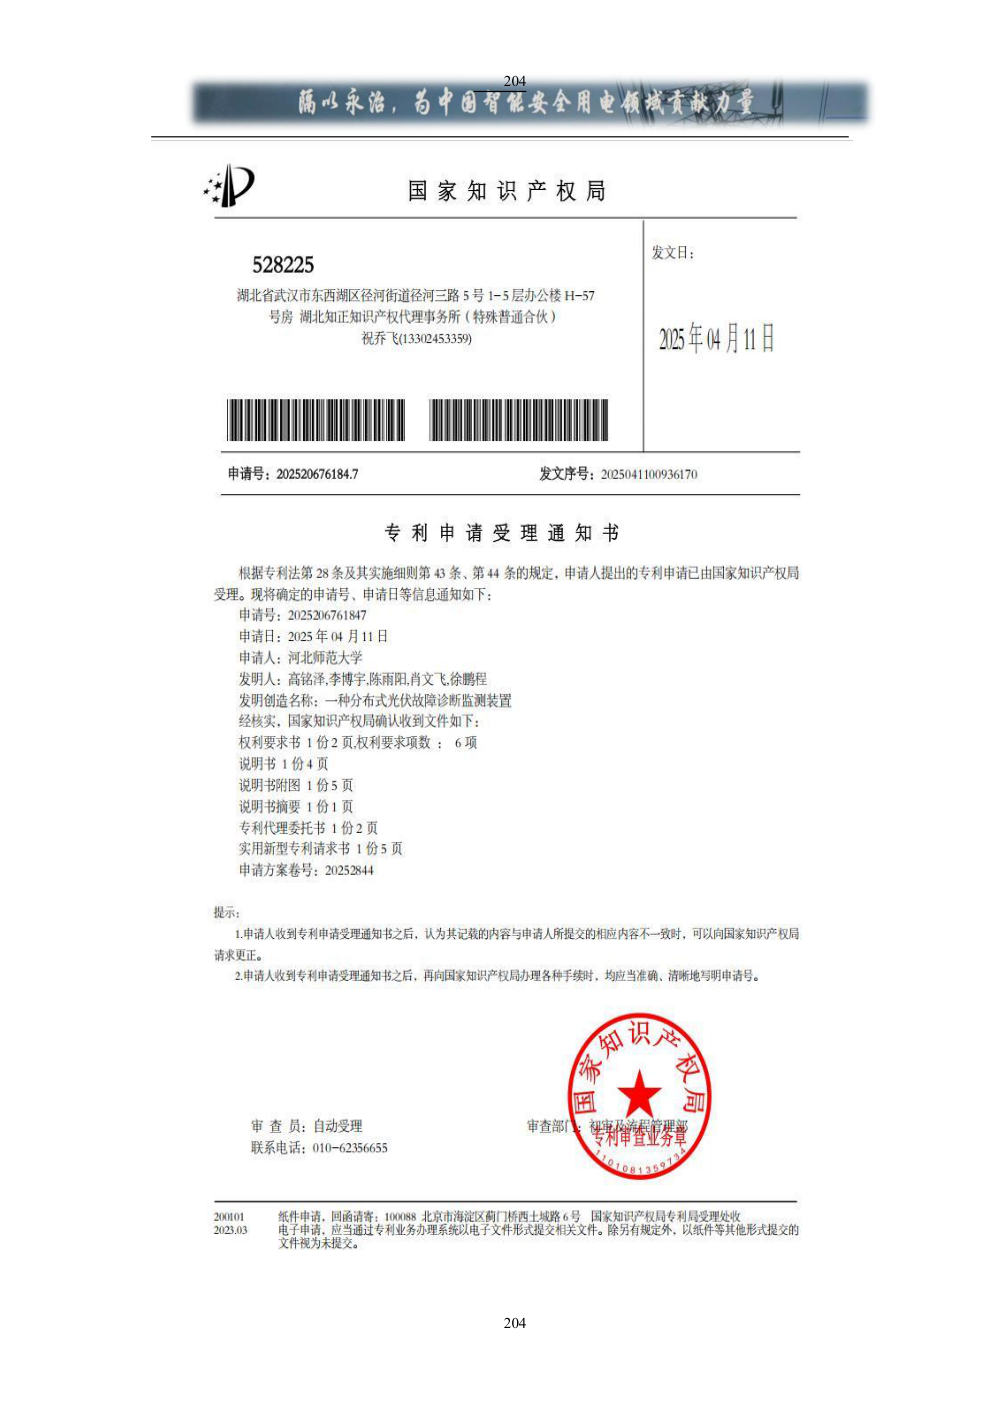 204
隔以永治，为中国智能安全用电领域贡献力量
国家知识产权局
528225
湖北省武汉市东西湖区径河街道径河三路 5 号 1-5 层办公楼 H-57
号房 湖北知正知识产权代理事务所（特殊普通合伙）
祝乔飞(13302453359)
发文日：
2025 年 04 月 11 日
申请号：202520676184.7
发文序号：2025041100936170
专利申请受理通知书
根据专利法第 28 条及其实施细则第 43 条、第 44 条的规定，申请人提出的专利申请已由国家知识产权局
受理。现将确定的申请号、申请日等信息通知如下：
申请号：2025206761847
申请日：2025 年 04 月 11 日
申请人：河北师范大学
发明人：高铭泽,李博宇,陈雨阳,肖文飞,徐鹏程
发明创造名称：一种分布式光伏故障诊断监测装置
经核实，国家知识产权局确认收到文件如下：
权利要求书 1 份 2 页,权利要求项数 ： 6 项
说明书 1 份 4 页
说明书附图 1 份 5 页
说明书摘要 1 份 1 页
专利代理委托书 1 份 2 页
实用新型专利请求书 1 份 5 页
申请方案卷号：20252844
提示：
1.申请人收到专利申请受理通知书之后，认为其记载的内容与申请人所提交的相应内容不一致时，可以向国家知识产权局
请求更正。
2.申请人收到专利申请受理通知书之后，再向国家知识产权局办理各种手续时，均应当准确、清晰地写明申请号。
国家知识产权局
专利审查业务章
1101081359734
审 查 员：自动受理
审查部门：初审及流程管理部
联系电话：010-62356655
200101 纸件申请，回函请寄：100088 北京市海淀区蓟门桥西土城路 6 号 国家知识产权局专利局受理处收
2023.03 电子申请，应当通过专利业务办理系统以电子文件形式提交相关文件。除另有规定外，以纸件等其他形式提交的
文件视为未提交。
204